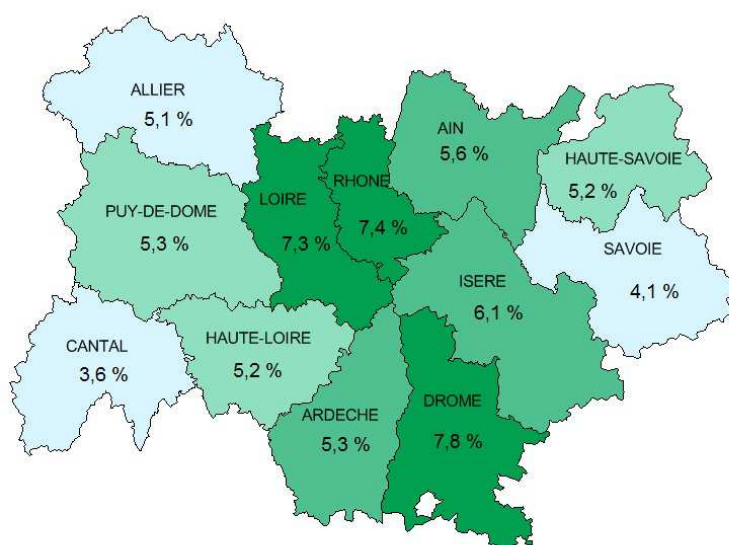 ALLIER
5,1 %
AIN
5,6 %
HAUTE-SAVOIE
5,2 %
RHONE
7,4 %
LOIRE
7,3 %
PUY-DE-DOME
5,3 %
SAVOIE
4,1 %
ISERE
6,1 %
HAUTE-LOIRE
5,2 %
CANTAL
3,6 %
ARDECHE
5,3 %
DROME
7,8 %